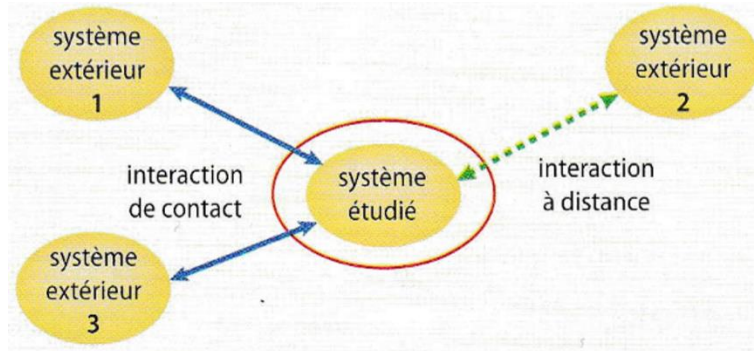 système
extérieur
1
système
extérieur
2
interaction
de contact
système
étudié
interaction
à distance
système
extérieur
3